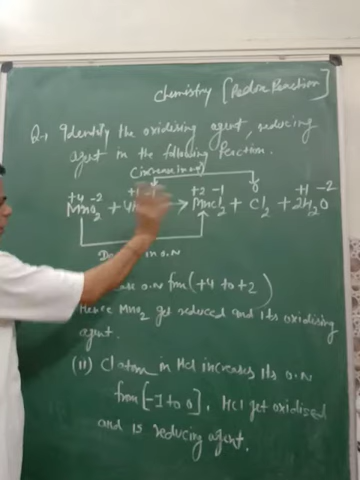 Chemistry [Redox Reaction]
Q-1 Identify the oxidising agent, reducing
agent in the following Reaction.
(increase in O.N)
+4 -2 +1 +2 -1 0 +1 -2
MnO2 + 4H → MnCl2 + Cl2 + 2H2O
in O.N
O.N from (+4 to +2)
Hence MnO2 get reduced and its oxidising
agent.
(II) Cl atom in HCl increases its O.N
from [-1 to 0], HCl get oxidised
and is reducing agent.